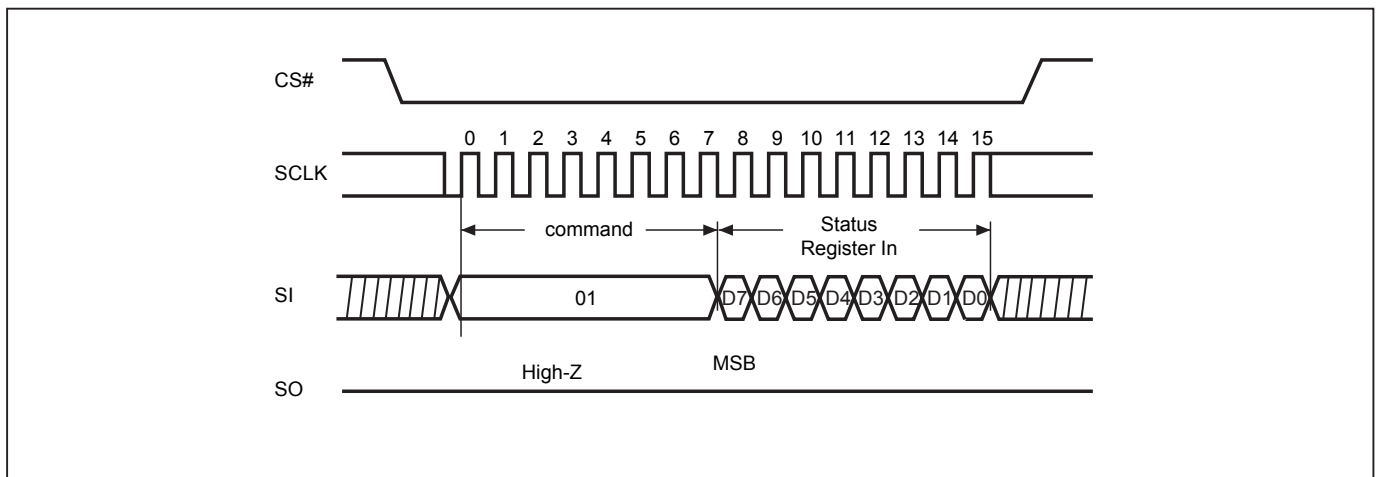 CS#
0 1 2 3 4 5 6 7 8 9 10 11 12 13 14 15
SCLK
command
Status
Register In
SI
01
D7 D6 D5 D4 D3 D2 D1 D0
High-Z
MSB
SO